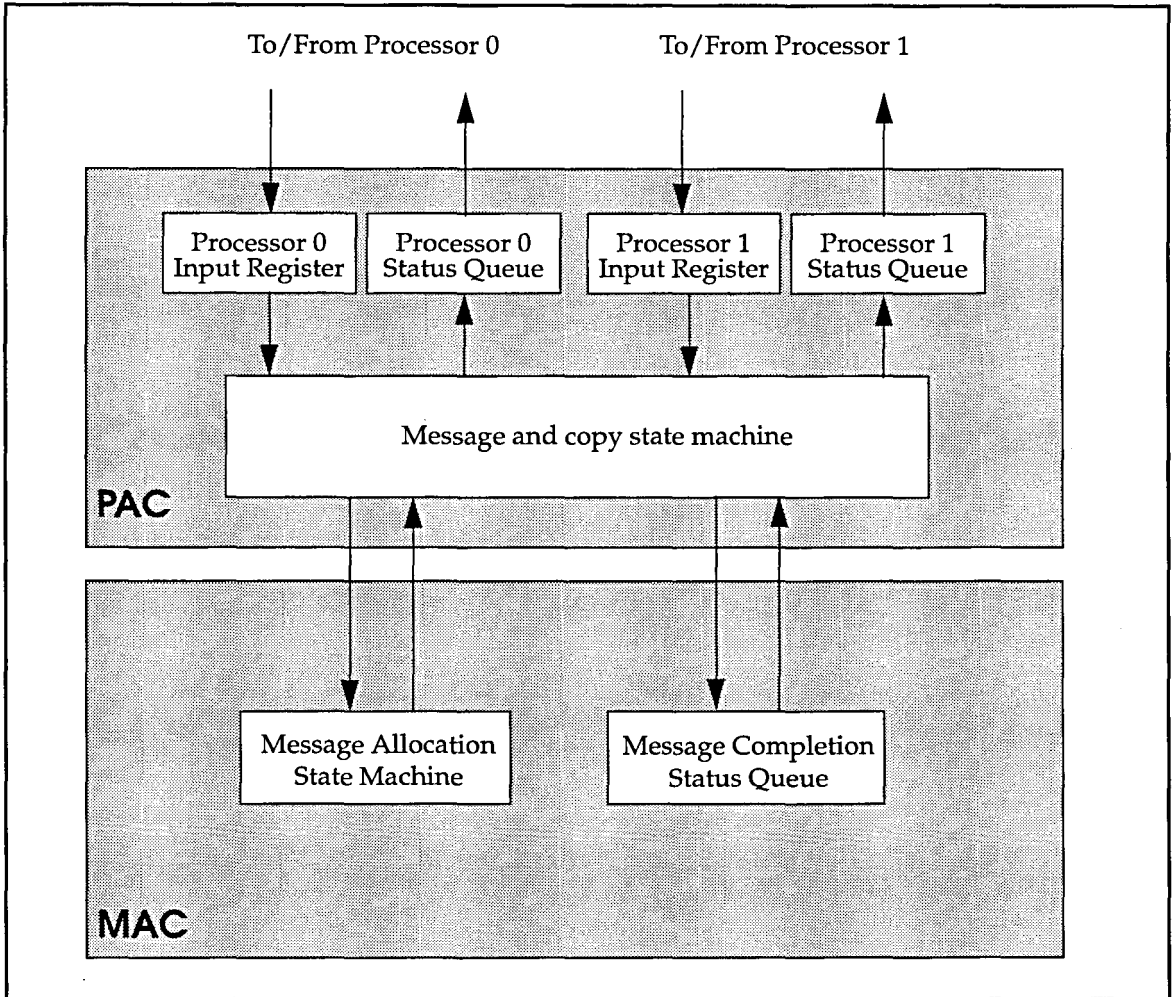 To/From Processor 0
To/From Processor 1
Processor 0
Input Register
Processor 0
Status Queue
Processor 1
Input Register
Processor 1
Status Queue
Message and copy state machine
PAC
Message Allocation
State Machine
Message Completion
Status Queue
MAC